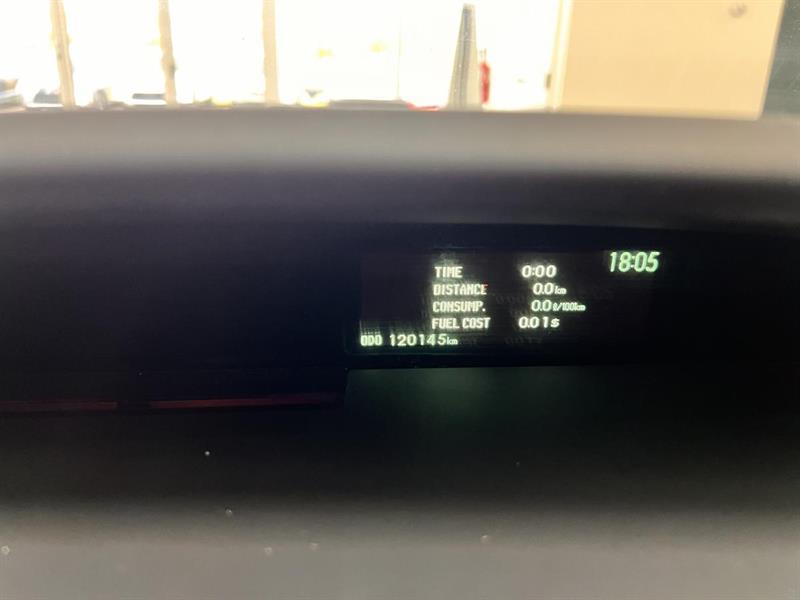 18:05
TIME 0:00
DISTANCE 0.0km
CONSUMP. 0.0ℓ/100km
FUEL COST 0.01$
ODO 120145km